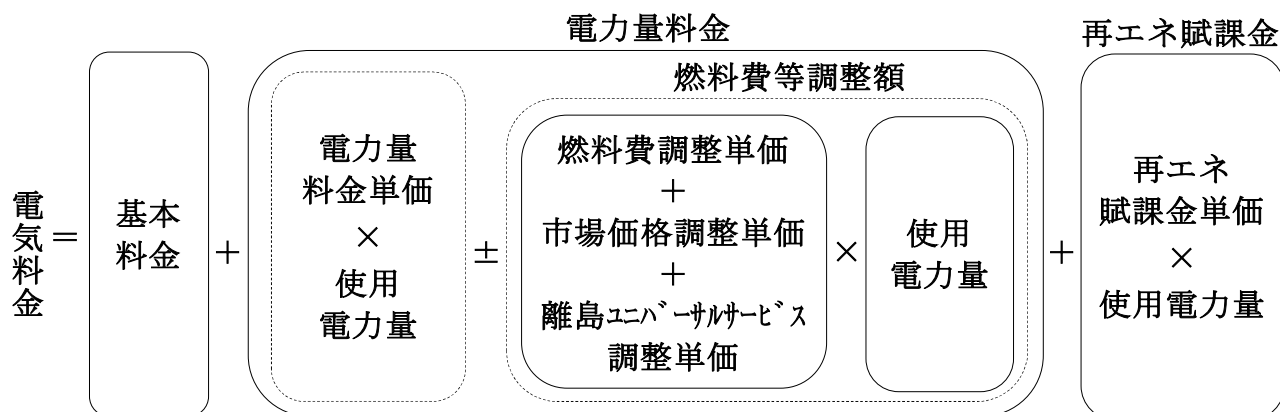 電力量料金
再エネ賦課金
燃料費等調整額
電気料金
＝
基本
料金
＋
電力量
料金単価
×
使用
電力量
±
燃料費調整単価
＋
市場価格調整単価
＋
離島ﾕﾆﾊﾞｰｻﾙｻｰﾋﾞｽ
調整単価
×
使用
電力量
＋
再エネ
賦課金単価
×
使用電力量